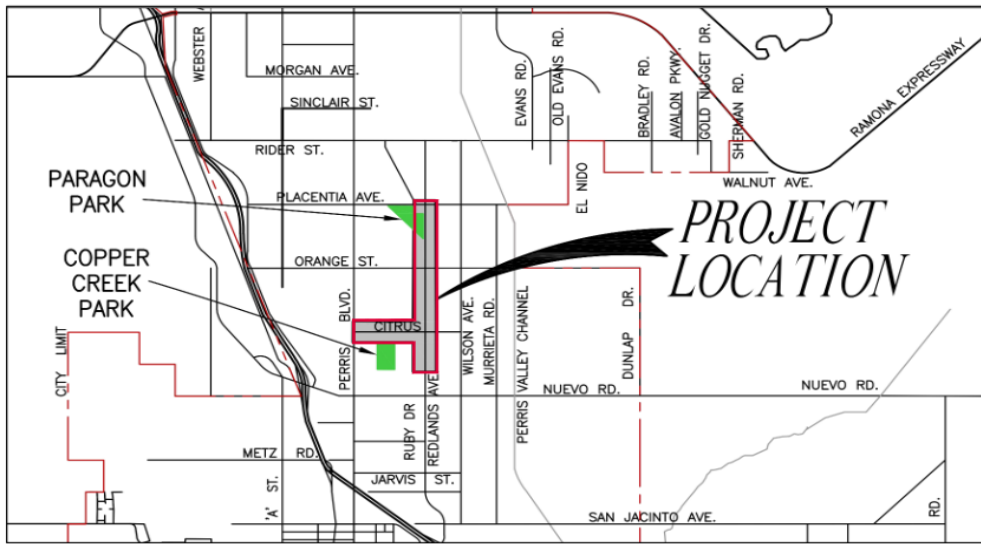 WEBSTER
MORGAN AVE.
SINCLAIR ST.
EVANS RD.
OLD EVANS RD.
BRADLEY RD.
AVALON PKWY.
GOLD NUGGET DR.
SHERMAN RD.
RAMONA EXPRESSWAY
RIDER ST.
WALNUT AVE.
PARAGON
PARK
PLACENTIA AVE.
EL NIDO
PROJECT
LOCATION
COPPER
CREEK
PARK
ORANGE ST.
PERRIS BLVD.
CITRUS
WILSON AVE.
MURRIETA RD.
PERRIS VALLEY CHANNEL
DUNLAP DR.
CITY LIMIT
NUEVO RD.
NUEVO RD.
RUBY DR
REDLANDS AVE
METZ RD.
JARVIS ST.
'A' ST.
SAN JACINTO AVE.
RD.